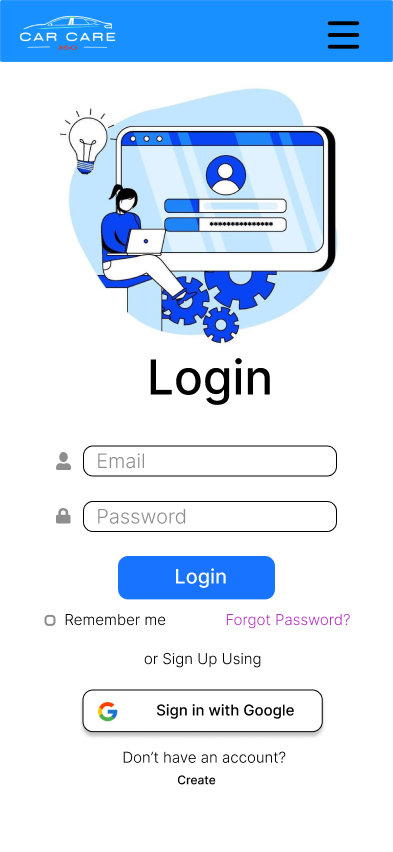 CAR CARE
Login
Email
Password
Login
Remember me Forgot Password?
or Sign Up Using
Sign in with Google
Don't have an account?
Create